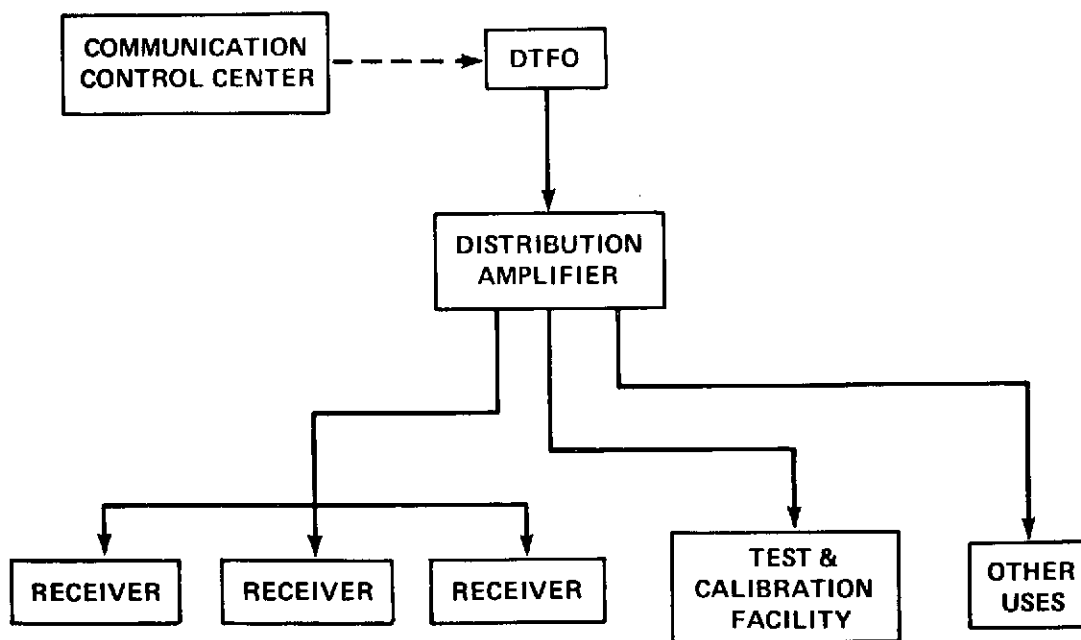 COMMUNICATION
CONTROL CENTER
DTFO
DISTRIBUTION
AMPLIFIER
RECEIVER
RECEIVER
RECEIVER
TEST &
CALIBRATION
FACILITY
OTHER
USES